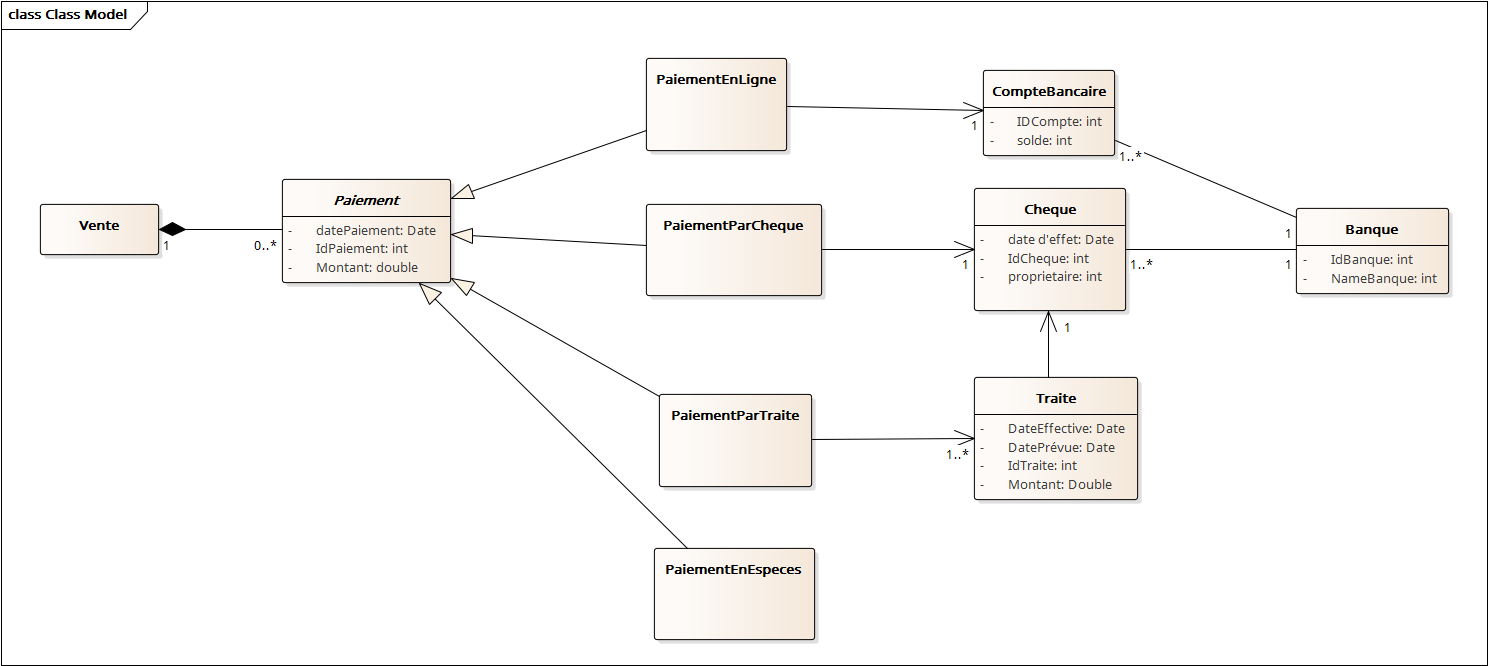 class Class Model
PaiementEnLigne
CompteBancaire
- IDCompte: int
- solde: int
1
1..*
Vente
1
0..*
Paiement
- datePaiement: Date
- IdPaiement: int
- Montant: double
PaiementParCheque
1
Cheque
- date d'effet: Date
- IdCheque: int
- proprietaire: int
1..*
1
1
Banque
- IdBanque: int
- NameBanque: int
1
PaiementParTraite
1..*
Traite
- DateEffective: Date
- DatePrévue: Date
- IdTraite: int
- Montant: Double
PaiementEnEspeces